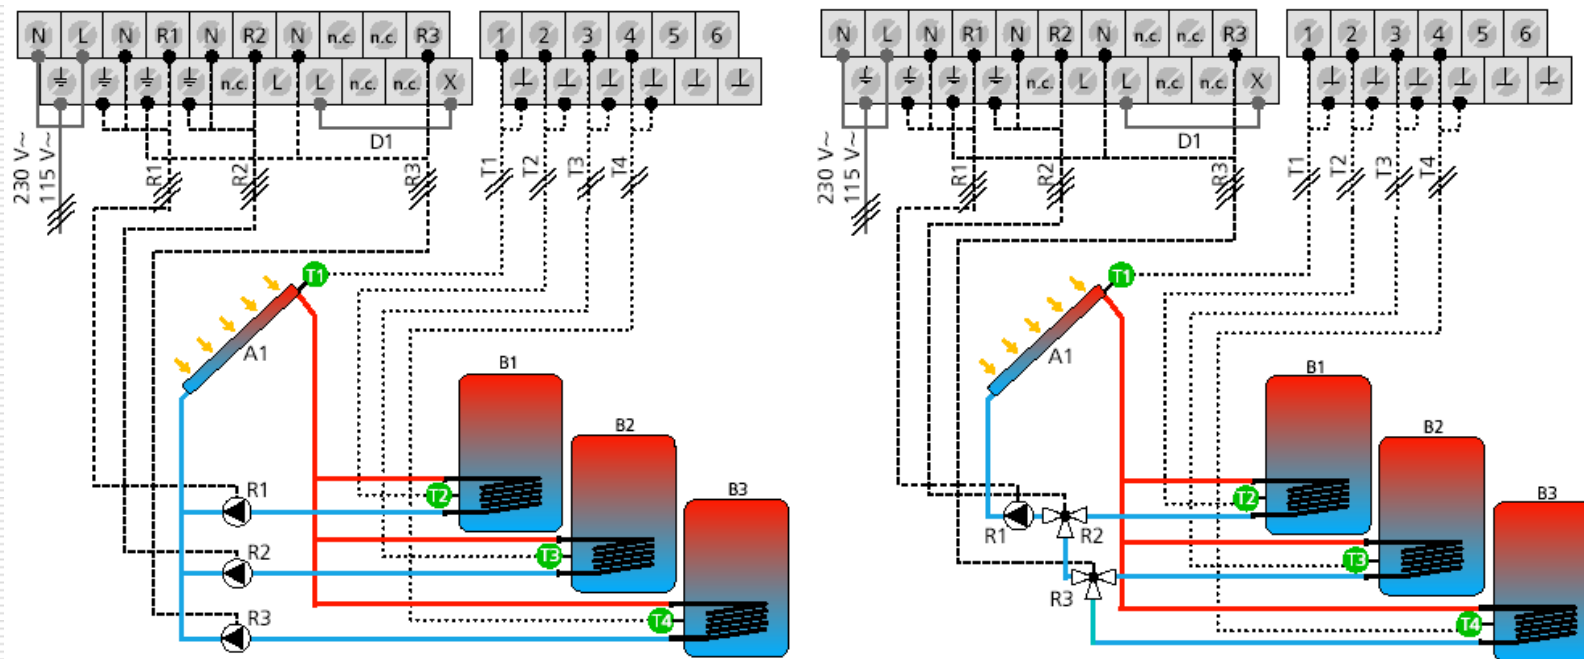 N L N R1 N R2 N n.c. n.c. R3 1 2 3 4 5 6
n.c. L L n.c. n.c. X
D1
230 V~
115 V~
R1 R2 R3 T1 T2 T3 T4
T1
A1
B1
B2
B3
R1
T2
R2
T3
R3
T4
N L N R1 N R2 N n.c. n.c. R3 1 2 3 4 5 6
n.c. L L n.c. n.c. X
D1
230 V~
115 V~
R1 R2 R3 T1 T2 T3 T4
T1
A1
B1
B2
B3
T2
R1 R2
T3
R3
T4